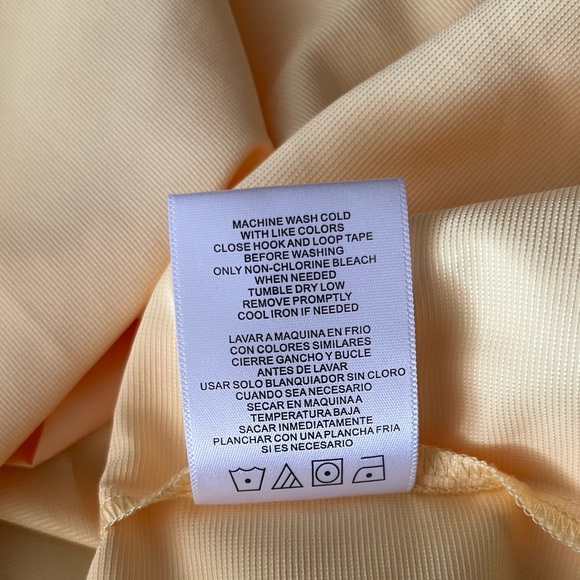 MACHINE WASH COLD
WITH LIKE COLORS
CLOSE HOOK AND LOOP TAPE
BEFORE WASHING
ONLY NON-CHLORINE BLEACH
WHEN NEEDED
TUMBLE DRY LOW
REMOVE PROMPTLY
COOL IRON IF NEEDED
LAVAR A MAQUINA EN FRIO
CON COLORES SIMILARES
CIERRE GANCHO Y BUCLE
ANTES DE LAVAR
USAR SOLO BLANQUIADOR SIN CLORO
CUANDO SEA NECESARIO
SECAR EN MAQUINA A
TEMPERATURA BAJA
SACAR INMEDIATAMENTE
PLANCHAR CON UNA PLANCHA FRIA
SI ES NECESARIO